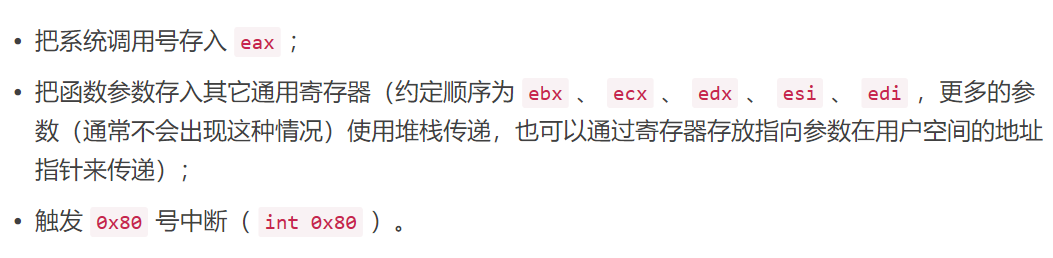 • 把系统调用号存入 eax ；
• 把函数参数存入其它通用寄存器（约定顺序为 ebx 、 ecx 、 edx 、 esi 、 edi ，更多的参
数（通常不会出现这种情况）使用堆栈传递，也可以通过寄存器存放指向参数在用户空间的地址
指针来传递）；
• 触发 0x80 号中断（ int 0x80 ）。